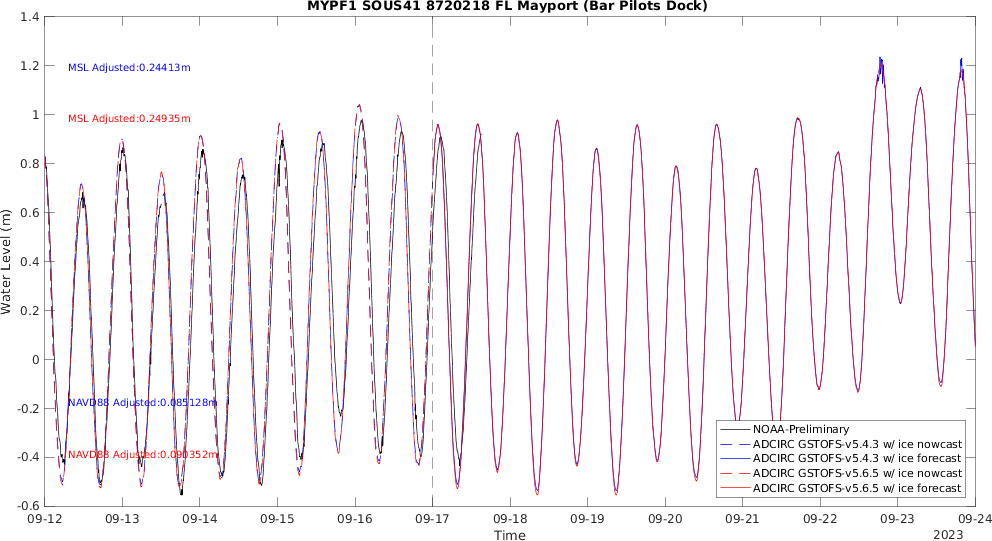 MYPF1 SOUS41 8720218 FL Mayport (Bar Pilots Dock)
1.4
1.2
1
0.8
0.6
0.4
0.2
0
-0.2
-0.4
-0.6
Water Level (m)
MSL Adjusted:0.24413m
MSL Adjusted:0.24935m
NAVD88 Adjusted:0.085128m
NAVD88 Adjusted:0.090352m
NOAA-Preliminary
ADCIRC GSTOFS-v5.4.3 w/ ice nowcast
ADCIRC GSTOFS-v5.4.3 w/ ice forecast
ADCIRC GSTOFS-v5.6.5 w/ ice nowcast
ADCIRC GSTOFS-v5.6.5 w/ ice forecast
09-12 09-13 09-14 09-15 09-16 09-17 09-18 09-19 09-20 09-21 09-22 09-23 09-24
Time
2023